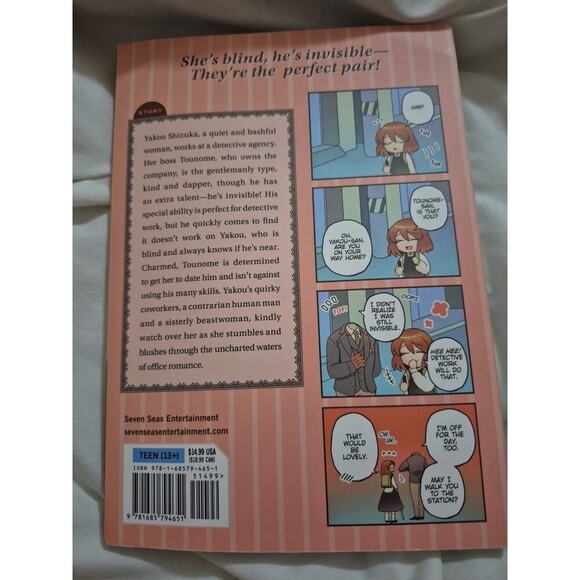 She's blind, he's invisible—
They're the perfect pair!
STORY
Yakou Shizuka, a quiet and bashful
woman, works at a detective agency.
Her boss Tounome, who owns the
company, is the gentlemanly type,
kind and dapper, though he has
an extra talent—he's invisible! His
special ability is perfect for detective
work, but he quickly comes to find
it doesn't work on Yakou, who is
blind and always knows if he's near.
Charmed, Tounome is determined
to get her to date him and isn't against
using his many skills. Yakou's quirky
coworkers, a contrarian human man
and a sisterly beastwoman, kindly
watch over her as she stumbles and
blushes through the uncharted waters
of office romance.
HM?
TUP
TUP
TOUNOME-
SAN,
IS THAT
YOU?
OH,
YAKOU-SAN.
ARE YOU
ON YOUR
WAY HOME?
POP!
I DIDN'T
REALIZE
I WAS
STILL
INVISIBLE.
OOPS!
HEE HEE!
DETECTIVE
WORK
WILL DO
THAT.
I'M OFF
FOR THE
DAY,
TOO.
MAY I
WALK YOU
TO THE
STATION?
OH,
UH...
THAT
WOULD
BE
LOVELY.
Seven Seas Entertainment
sevenseasentertainment.com
TEEN (13+)
$14.99 USA
($18.99 CAN)
ISBN 978-1-68579-465-1
51499>
9 781685 794651